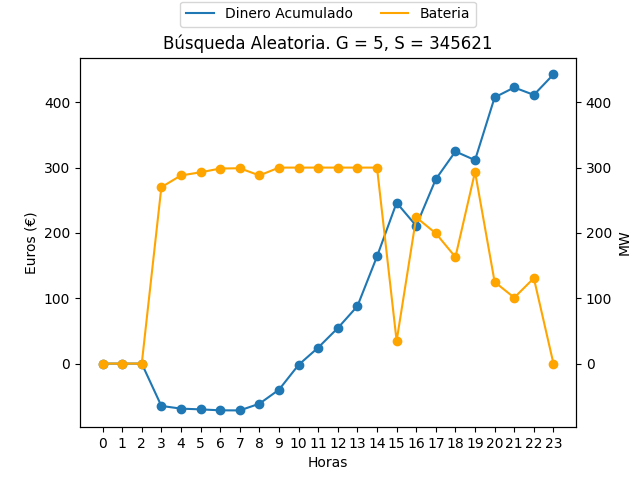 Dinero Acumulado Bateria
Búsqueda Aleatoria. G = 5, S = 345621
400 400
300 300
200 200
100 100
0 0
Euros (€)
MW
0 1 2 3 4 5 6 7 8 9 10 11 12 13 14 15 16 17 18 19 20 21 22 23
Horas